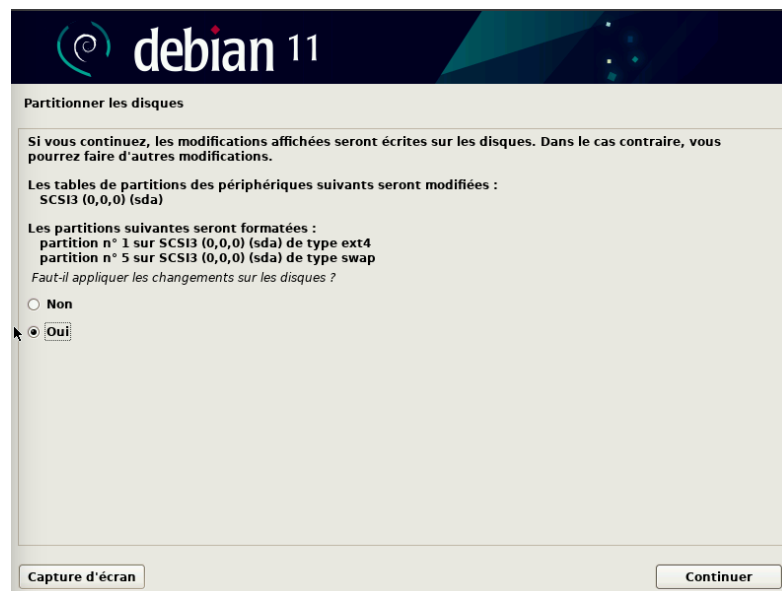 debian 11
Partitionner les disques
Si vous continuez, les modifications affichées seront écrites sur les disques. Dans le cas contraire, vous
pourrez faire d'autres modifications.
Les tables de partitions des périphériques suivants seront modifiées :
SCSI3 (0,0,0) (sda)
Les partitions suivantes seront formatées :
partition n° 1 sur SCSI3 (0,0,0) (sda) de type ext4
partition n° 5 sur SCSI3 (0,0,0) (sda) de type swap
Faut-il appliquer les changements sur les disques ?
Non
Oui
Capture d'écran
Continuer